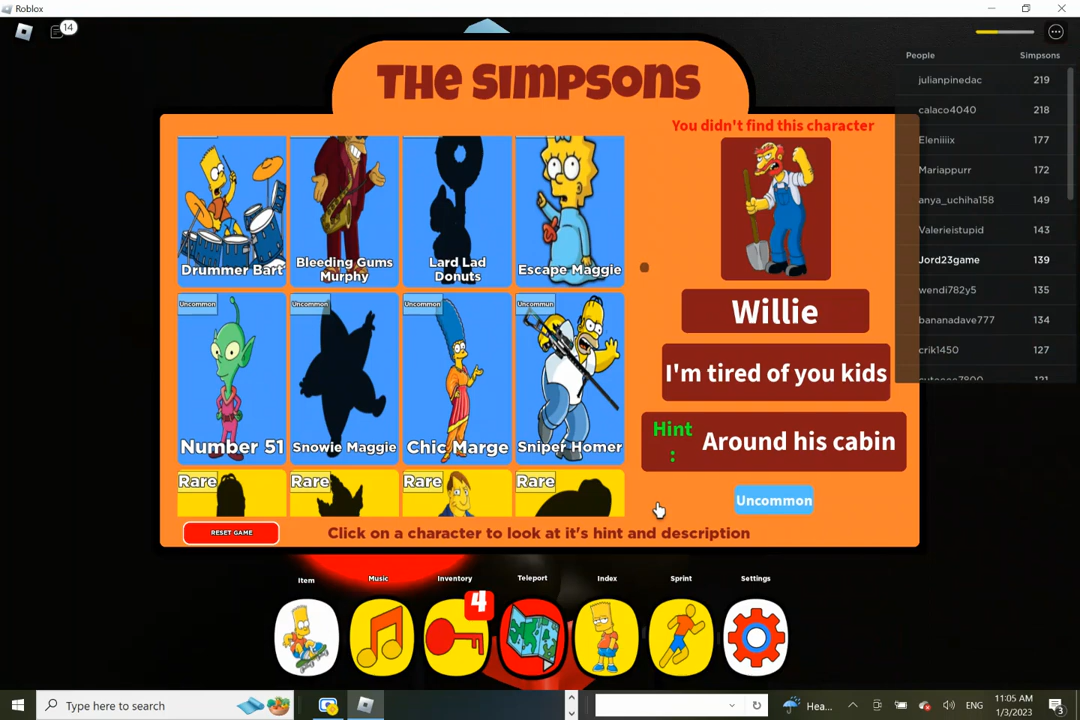 Roblox
14
The Simpsons
People Simpsons
julianpinedac 219
calaco4040 218
Eleniiiix 177
Mariappurr 172
anya_uchiha158 149
Valerieistupid 143
Jord23game 139
wendi782y5 135
bananadave777 134
crik1450 127
You didn't find this character
Drummer Bart
Bleeding Gums
Murphy
Lard Lad
Donuts
Escape Maggie
Willie
I'm tired of you kids
Hint
:
Around his cabin
Uncommon
Uncommon
Number 51
Uncommon
Snowie Maggie
Uncommon
Chic Marge
Uncommun
Sniper Homer
Rare
Rare
Rare
Rare
RESET GAME
Click on a character to look at it's hint and description
Item
Music
Inventory
Teleport
Index
Sprint
Settings
4
Type here to search
Hea...
ENG
11:05 AM
1/3/2023
3